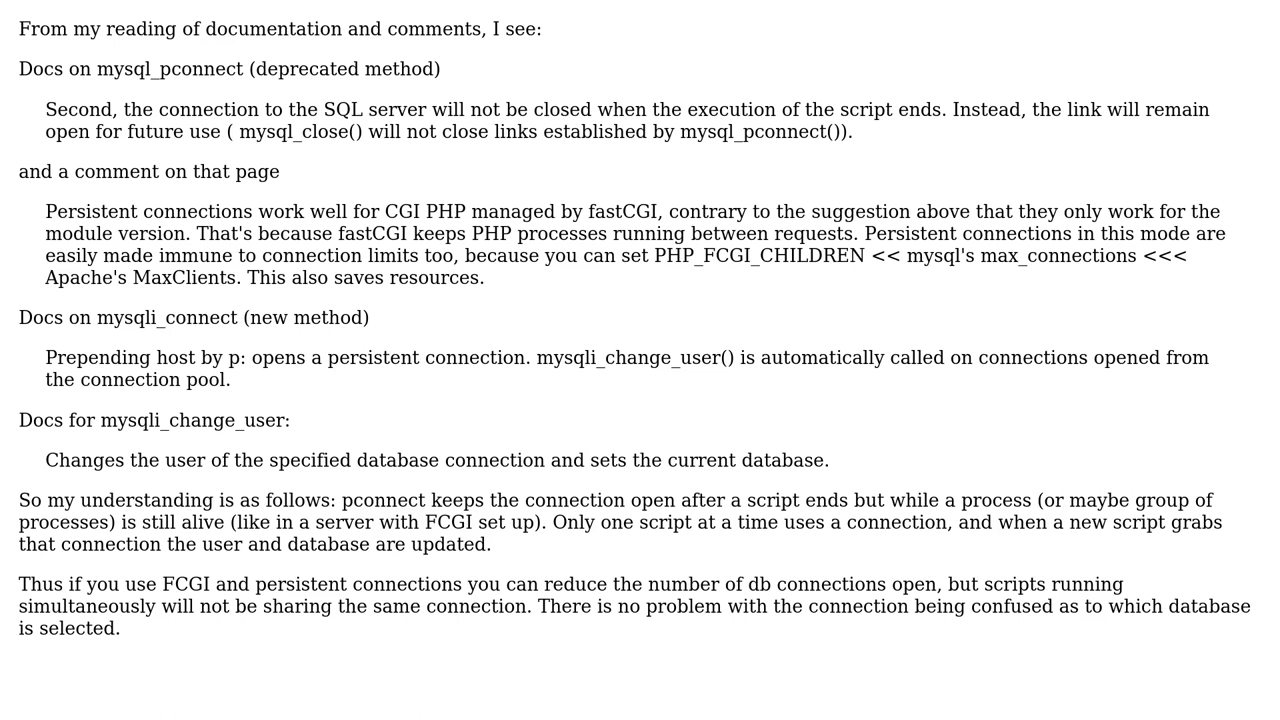 From my reading of documentation and comments, I see:
Docs on mysql_pconnect (deprecated method)
Second, the connection to the SQL server will not be closed when the execution of the script ends. Instead, the link will remain
open for future use ( mysql_close() will not close links established by mysql_pconnect()).
and a comment on that page
Persistent connections work well for CGI PHP managed by fastCGI, contrary to the suggestion above that they only work for the
module version. That's because fastCGI keeps PHP processes running between requests. Persistent connections in this mode are
easily made immune to connection limits too, because you can set PHP_FCGI_CHILDREN << mysql's max_connections <<<
Apache's MaxClients. This also saves resources.
Docs on mysqli_connect (new method)
Prepending host by p: opens a persistent connection. mysqli_change_user() is automatically called on connections opened from
the connection pool.
Docs for mysqli_change_user:
Changes the user of the specified database connection and sets the current database.
So my understanding is as follows: pconnect keeps the connection open after a script ends but while a process (or maybe group of
processes) is still alive (like in a server with FCGI set up). Only one script at a time uses a connection, and when a new script grabs
that connection the user and database are updated.
Thus if you use FCGI and persistent connections you can reduce the number of db connections open, but scripts running
simultaneously will not be sharing the same connection. There is no problem with the connection being confused as to which database
is selected.